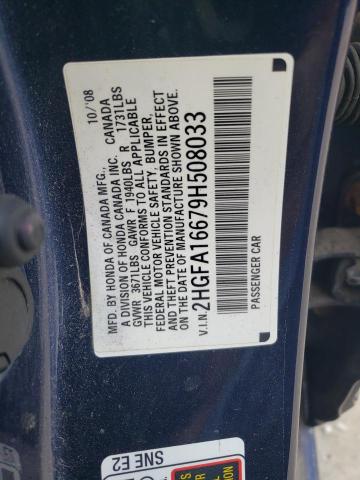 MFD. BY HONDA OF CANADA MFG., 10/'08
A DIVISION OF HONDA CANADA INC. CANADA
GVWR 3671LBS GAWR F 1940LBS R 1731LBS
THIS VEHICLE CONFORMS TO ALL APPLICABLE
FEDERAL MOTOR VEHICLE SAFETY, BUMPER,
AND THEFT PREVENTION STANDARDS IN EFFECT
ON THE DATE OF MANUFACTURE SHOWN ABOVE.
V.I.N. 2HGFA16679H508033
PASSENGER CAR
SNE E2